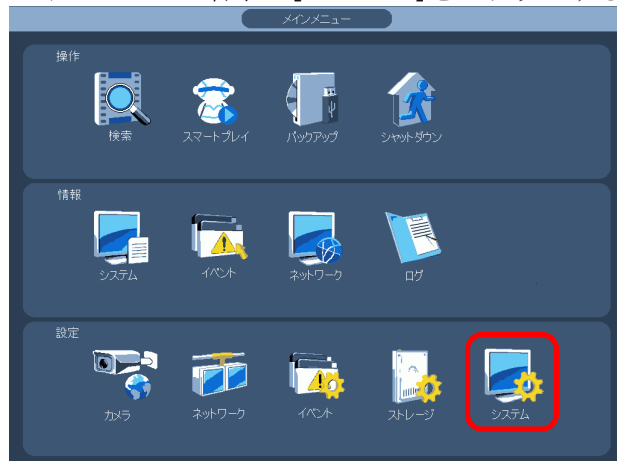 メインメニュー
操作
検索 スマートプレイ バックアップ シャットダウン
情報
システム イベント ネットワーク ログ
設定
カメラ ネットワーク イベント ストレージ システム